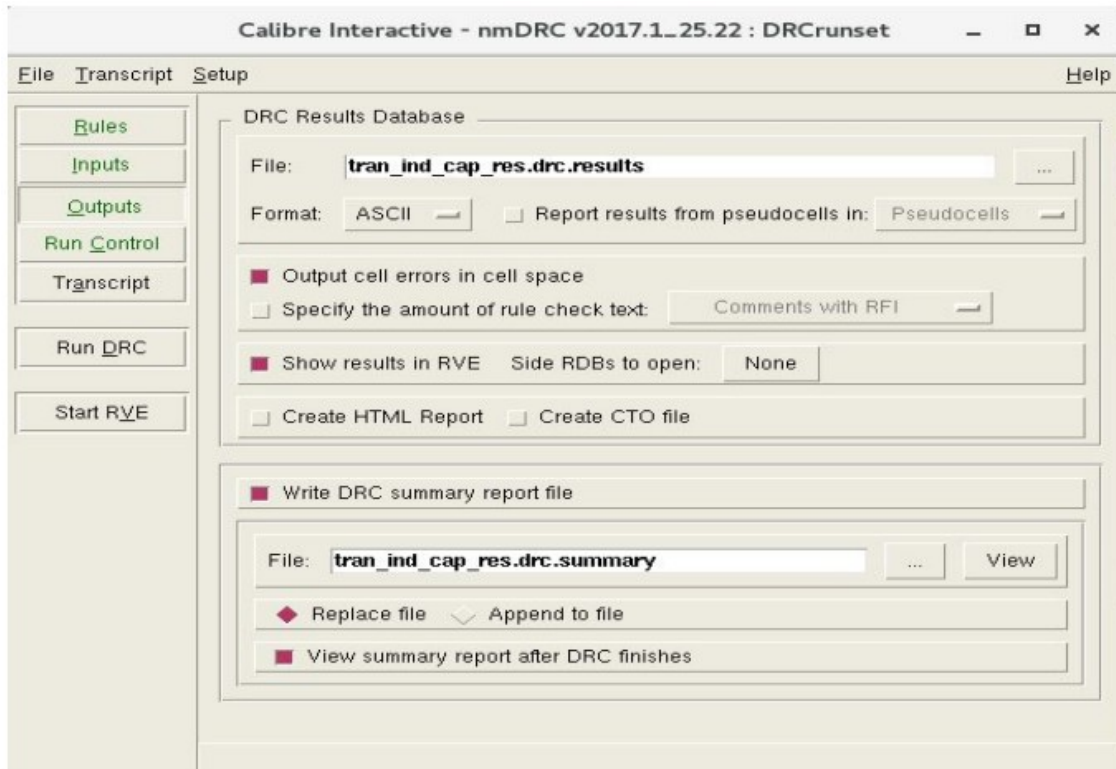 Calibre Interactive - nmDRC v2017.1_25.22 : DRCrunset
File Transcript Setup Help
Rules
Inputs
Outputs
Run Control
Transcript
Run DRC
Start RVE
DRC Results Database
File: tran_ind_cap_res.drc.results ...
Format: ASCII Report results from pseudocells in: Pseudocells
Output cell errors in cell space
Specify the amount of rule check text: Comments with RFI
Show results in RVE Side RDBs to open: None
Create HTML Report Create CTO file
Write DRC summary report file
File: tran_ind_cap_res.drc.summary ... View
Replace file Append to file
View summary report after DRC finishes